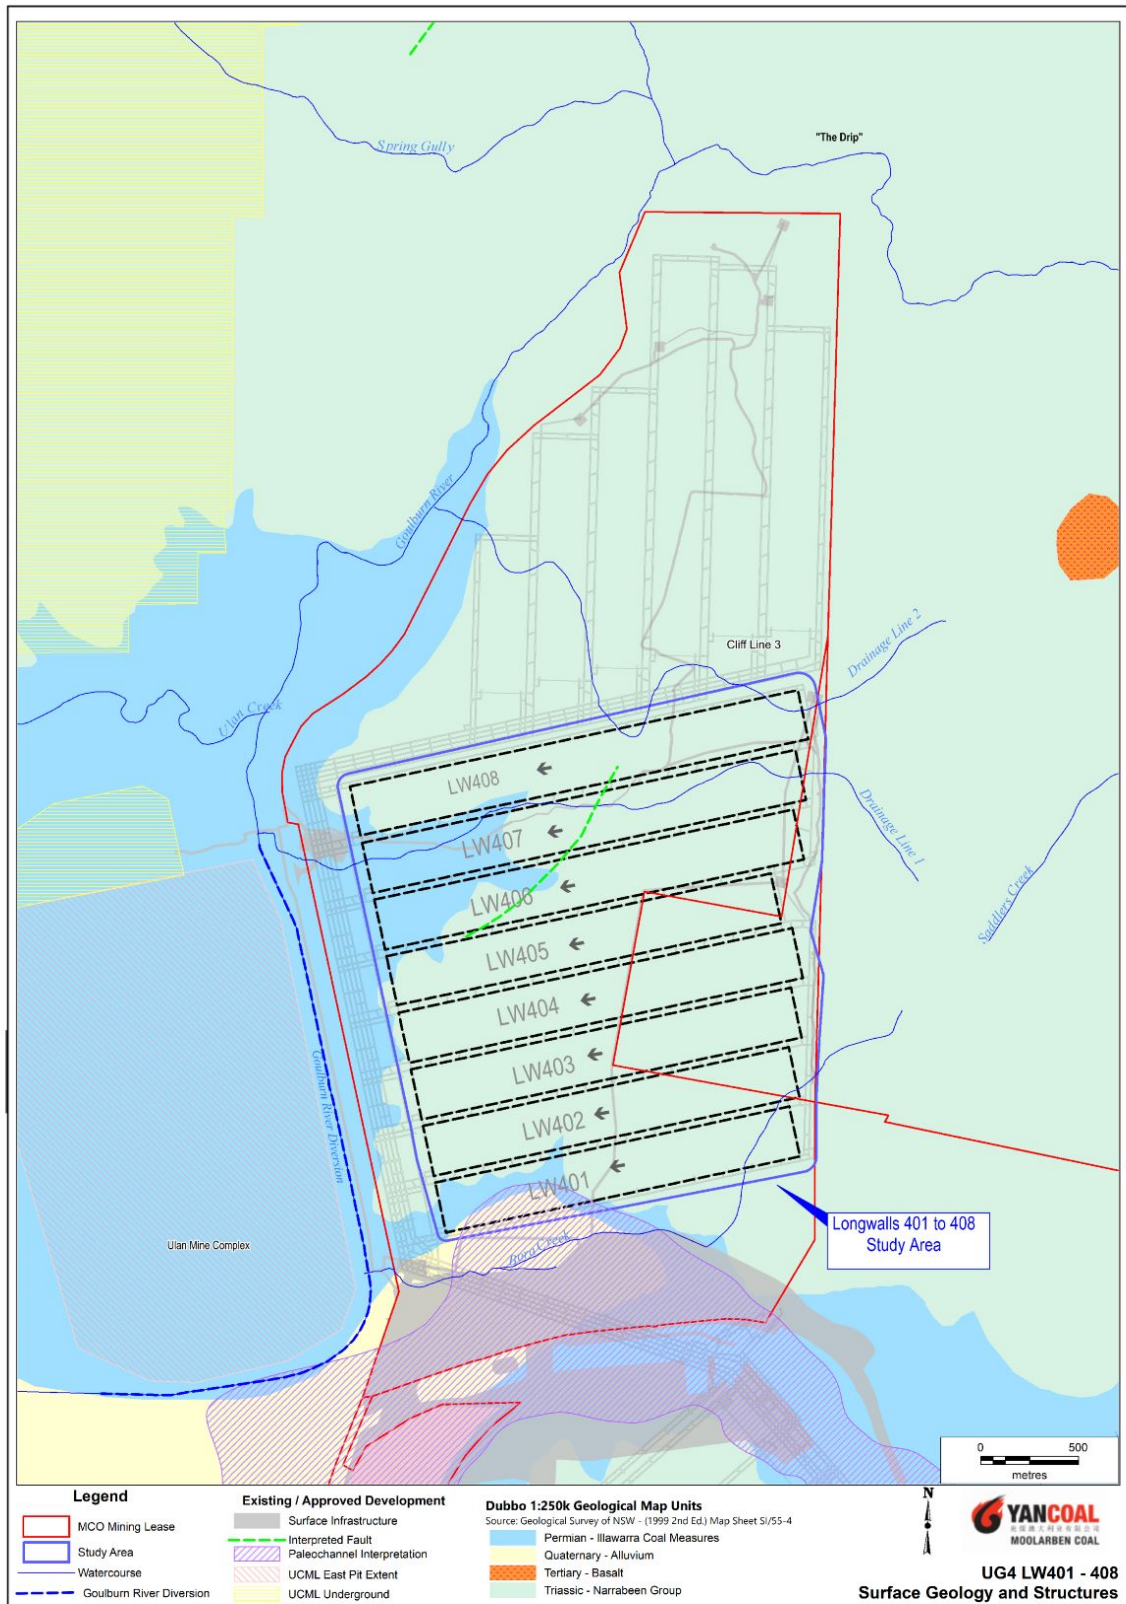 Spring Gully
"The Drip"
Goulburn River
Cliff Line 3
Drainage Line 2
Ulan Creek
Drainage Line 1
Saddlers Creek
LW408
LW407
LW406
LW405
LW404
LW403
LW402
LW401
Goulburn River Diversion
Ulan Mine Complex
Bora Creek
Longwalls 401 to 408
Study Area
0 500
metres
Legend
MCO Mining Lease
Study Area
Watercourse
Goulburn River Diversion
Existing / Approved Development
Surface Infrastructure
Interpreted Fault
Paleochannel Interpretation
UCML East Pit Extent
UCML Underground
Dubbo 1:250k Geological Map Units
Source: Geological Survey of NSW - (1999 2nd Ed.) Map Sheet SI/55-4
Permian - Illawarra Coal Measures
Quaternary - Alluvium
Tertiary - Basalt
Triassic - Narrabeen Group
N
YANCOAL
MOOLARBEN COAL
UG4 LW401 - 408
Surface Geology and Structures